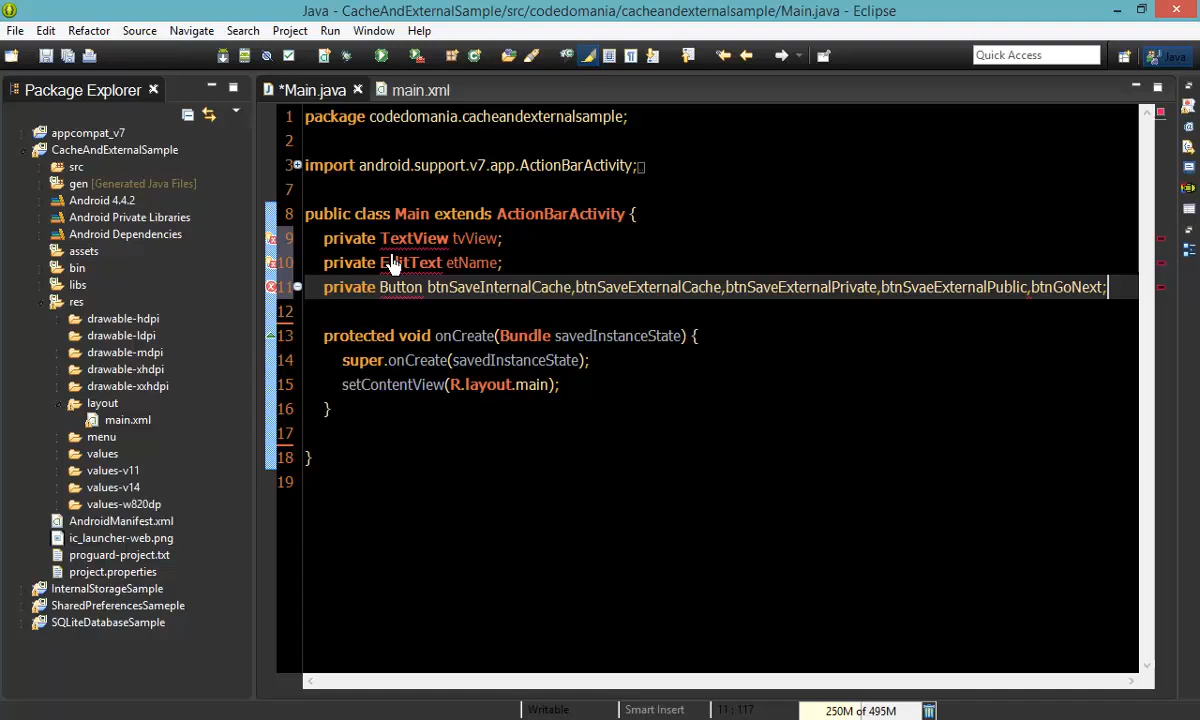 Java - CacheAndExternalSample/src/codedomania/cacheandexternalsample/Main.java - Eclipse
File Edit Refactor Source Navigate Search Project Run Window Help
Quick Access
Java
Package Explorer
*Main.java
main.xml
appcompat_v7
CacheAndExternalSample
src
gen [Generated Java Files]
Android 4.4.2
Android Private Libraries
Android Dependencies
assets
bin
libs
res
drawable-hdpi
drawable-ldpi
drawable-mdpi
drawable-xhdpi
drawable-xxhdpi
layout
main.xml
menu
values
values-v11
values-v14
values-w820dp
AndroidManifest.xml
ic_launcher-web.png
proguard-project.txt
project.properties
InternalStorageSample
SharedPreferencesSameple
SQLiteDatabaseSample
1 package codedomania.cacheandexternalsample;
2
3 import android.support.v7.app.ActionBarActivity;
7
8 public class Main extends ActionBarActivity {
9 private TextView tvView;
10 private EditText etName;
11 private Button btnSaveInternalCache,btnSaveExternalCache,btnSaveExternalPrivate,btnSvaeExternalPublic,btnGoNext;
12
13 protected void onCreate(Bundle savedInstanceState) {
14 super.onCreate(savedInstanceState);
15 setContentView(R.layout.main);
16 }
17
18 }
19
Writable
Smart Insert
11 : 117
250M of 495M